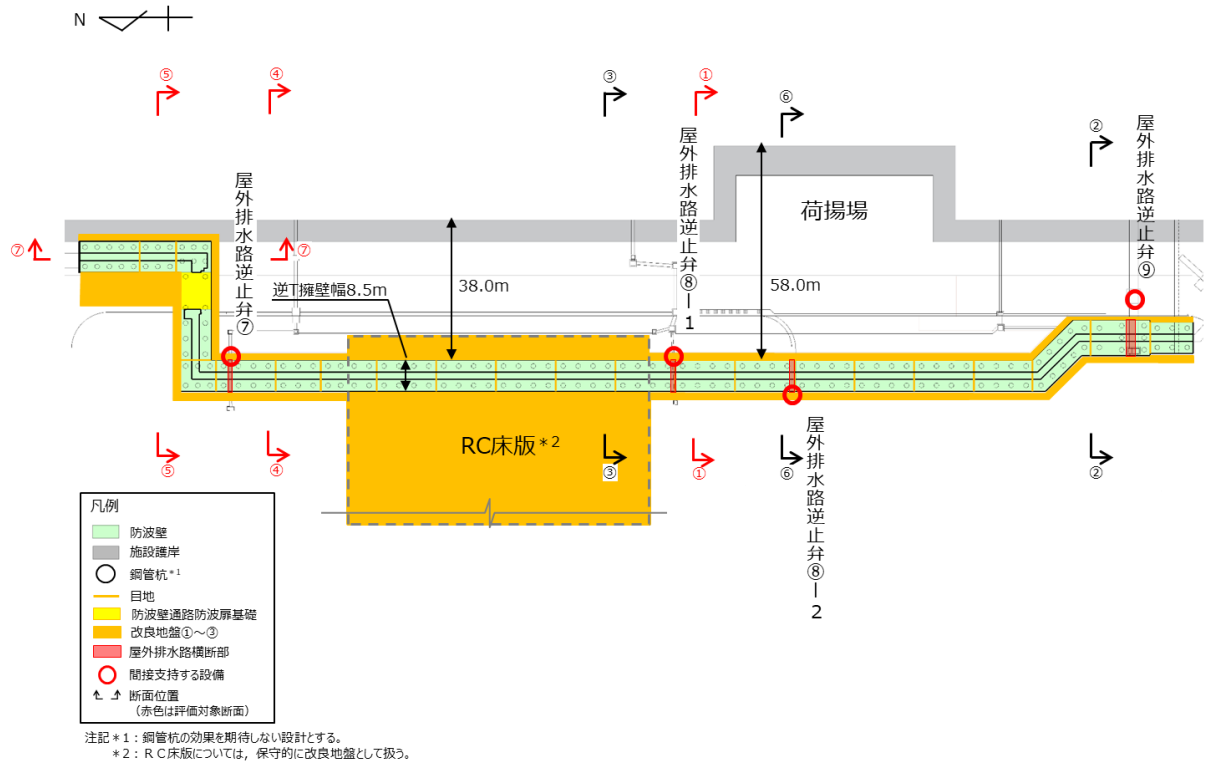 N
⑤
④
③
①
⑥
②
屋外排水路逆止弁⑦
屋外排水路逆止弁⑧ー1
屋外排水路逆止弁⑨
荷揚場
⑦
⑦
38.0m
58.0m
逆T擁壁幅8.5m
RC床版*2
屋外排水路逆止弁⑧ー2
⑤
④
③
①
⑥
②
凡例
防波壁
施設護岸
鋼管杭*1
目地
防波壁通路防波扉基礎
改良地盤①～③
屋外排水路横断部
間接支持する設備
断面位置
（赤色は評価対象断面）
注記*1：鋼管杭の効果を期待しない設計とする。
*2：ＲＣ床版については，保守的に改良地盤として扱う。